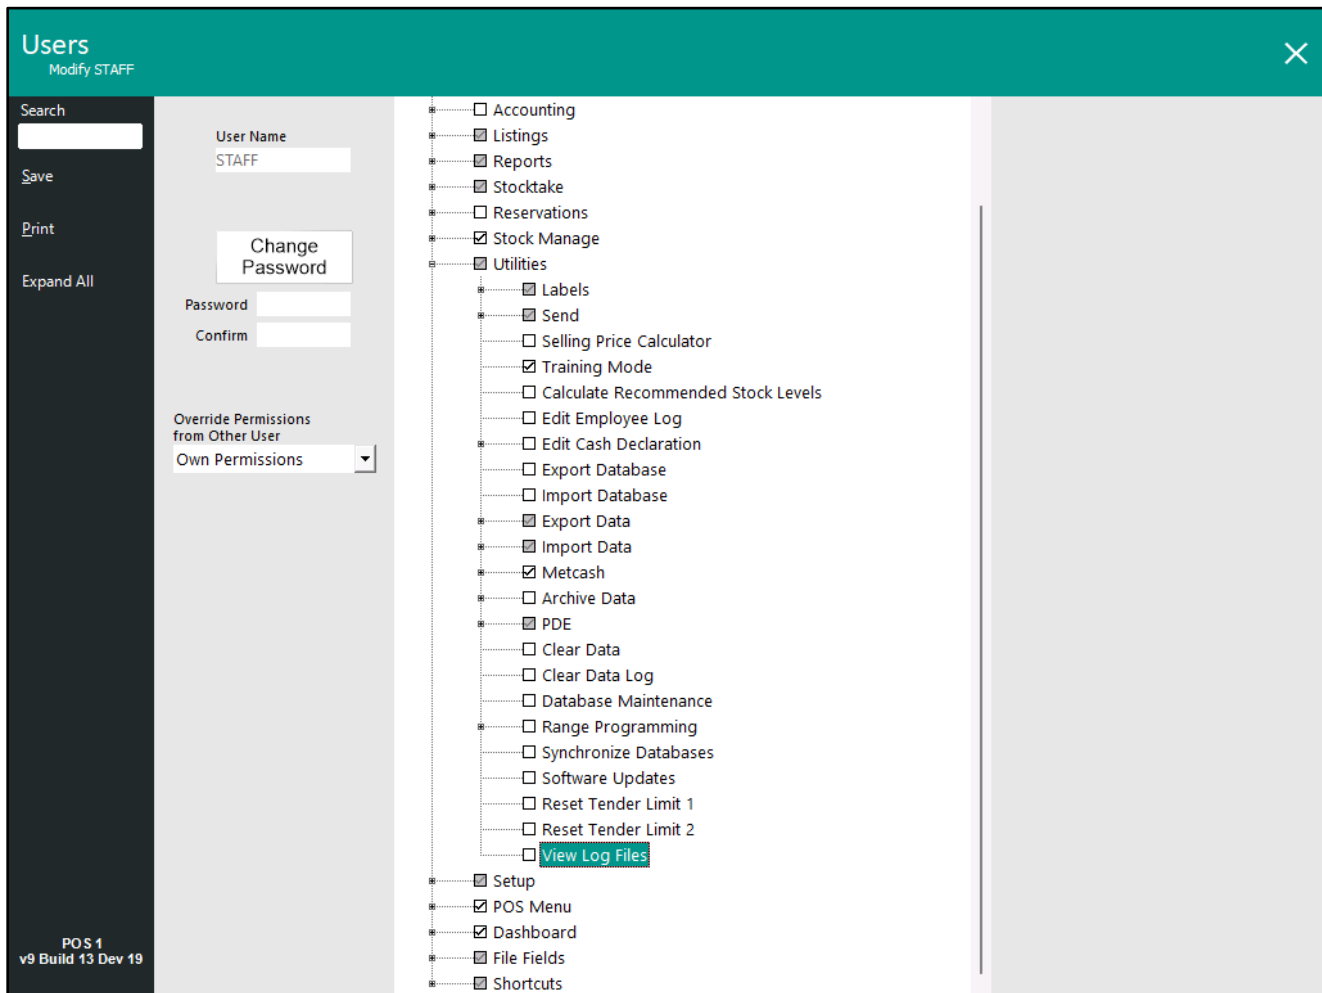 Users
Modify STAFF
Search
Save
Print
Expand All
POS 1
v9 Build 13 Dev 19
User Name
STAFF
Change
Password
Password
Confirm
Override Permissions
from Other User
Own Permissions
Accounting
Listings
Reports
Stocktake
Reservations
Stock Manage
Utilities
Labels
Send
Selling Price Calculator
Training Mode
Calculate Recommended Stock Levels
Edit Employee Log
Edit Cash Declaration
Export Database
Import Database
Export Data
Import Data
Metcash
Archive Data
PDE
Clear Data
Clear Data Log
Database Maintenance
Range Programming
Synchronize Databases
Software Updates
Reset Tender Limit 1
Reset Tender Limit 2
View Log Files
Setup
POS Menu
Dashboard
File Fields
Shortcuts